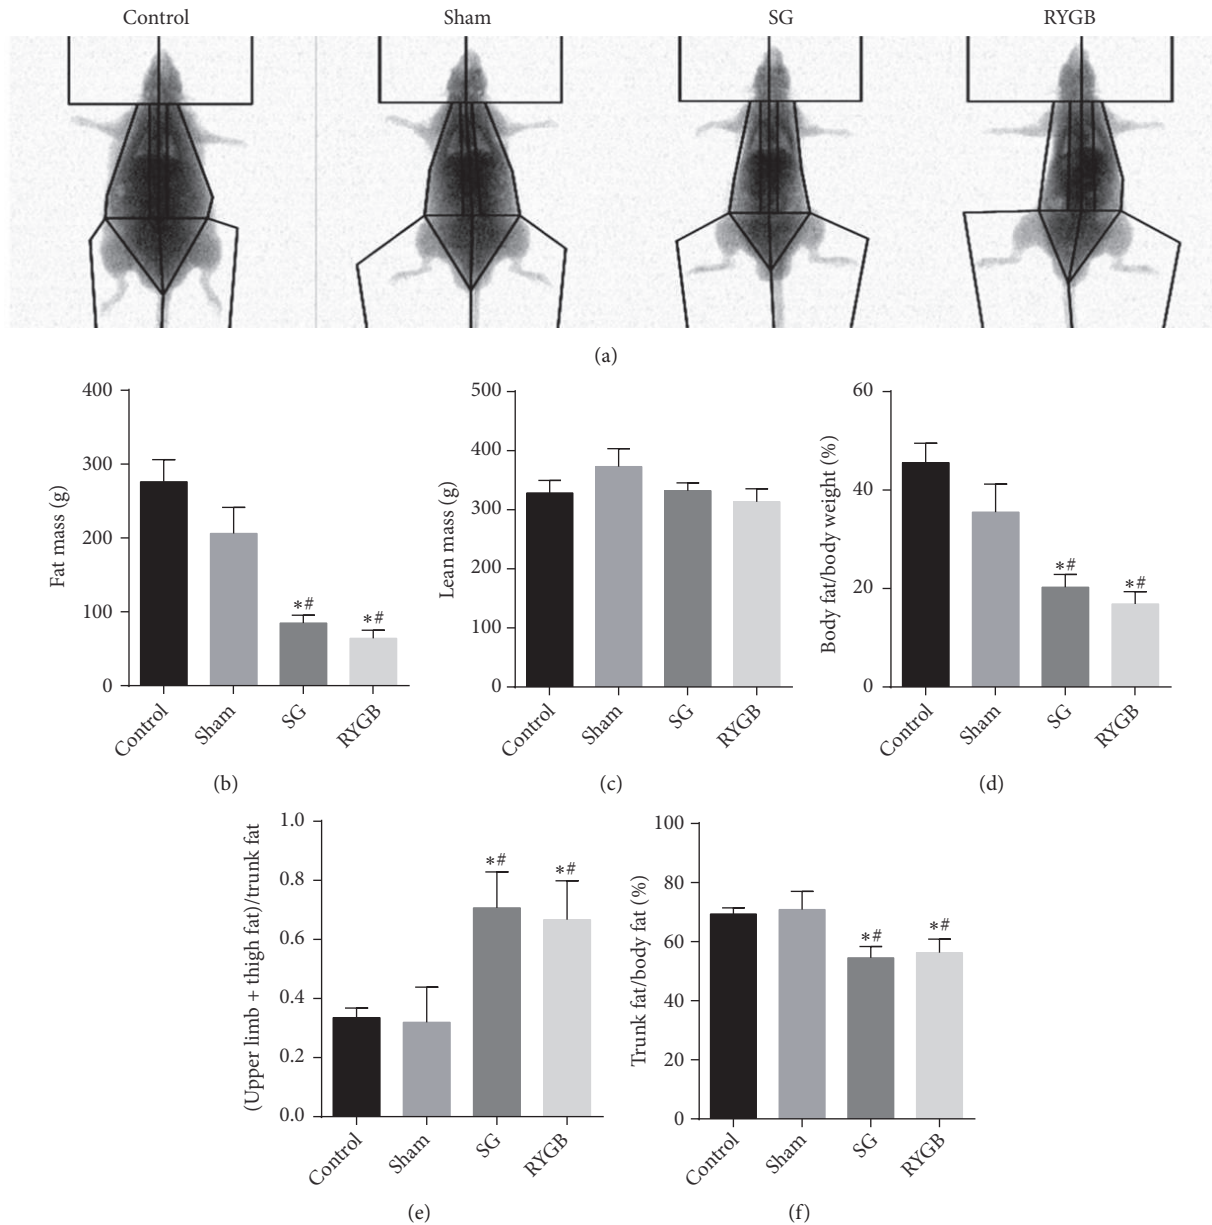 Control Sham SG RYGB
(a)
Fat mass (g)
400
300
200
100
0
*# *#
Control Sham SG RYGB
(b)
Lean mass (g)
500
400
300
200
100
0
Control Sham SG RYGB
(c)
Body fat/body weight (%)
60
40
20
0
*# *#
Control Sham SG RYGB
(d)
(Upper limb + thigh fat)/trunk fat
1.0
0.8
0.6
0.4
0.2
0.0
*# *#
Control Sham SG RYGB
(e)
Trunk fat/body fat (%)
100
80
60
40
20
0
*# *#
Control Sham SG RYGB
(f)